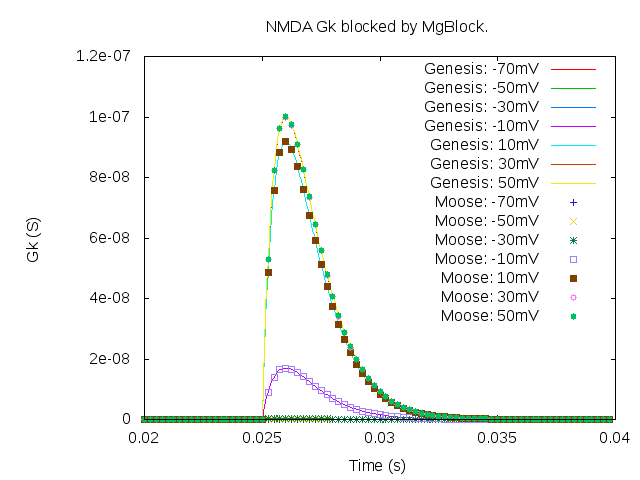 NMDA Gk blocked by MgBlock.
1.2e-07
1e-07
8e-08
6e-08
4e-08
2e-08
0
Gk (S)
Genesis: -70mV
Genesis: -50mV
Genesis: -30mV
Genesis: -10mV
Genesis: 10mV
Genesis: 30mV
Genesis: 50mV
Moose: -70mV
Moose: -50mV
Moose: -30mV
Moose: -10mV
Moose: 10mV
Moose: 30mV
Moose: 50mV
0.02 0.025 0.03 0.035 0.04
Time (s)